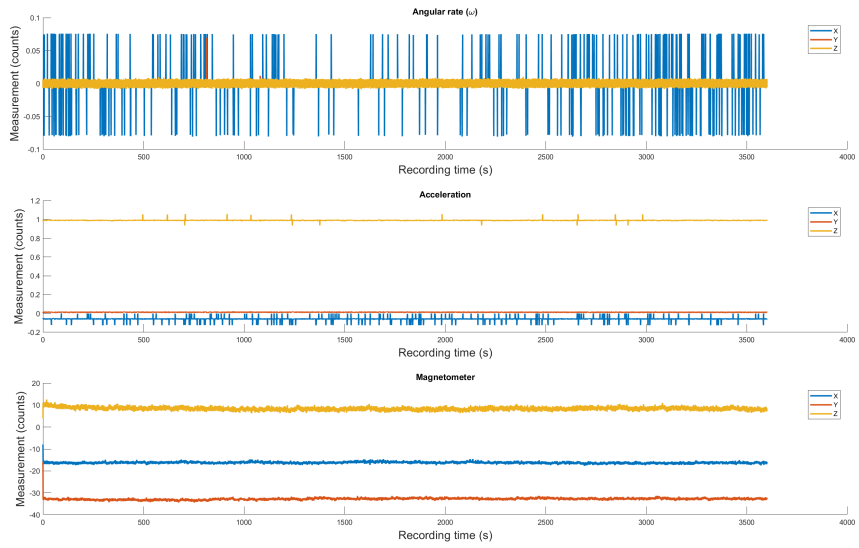 Angular rate (ω)
Measurement (counts)
0.1
0.05
0
-0.05
-0.1
0 500 1000 1500 2000 2500 3000 3500 4000
Recording time (s)
X
Y
Z
Acceleration
Measurement (counts)
1.2
1
0.8
0.6
0.4
0.2
0
-0.2
0 500 1000 1500 2000 2500 3000 3500 4000
Recording time (s)
X
Y
Z
Magnetometer
Measurement (counts)
20
10
0
-10
-20
-30
-40
0 500 1000 1500 2000 2500 3000 3500 4000
Recording time (s)
X
Y
Z